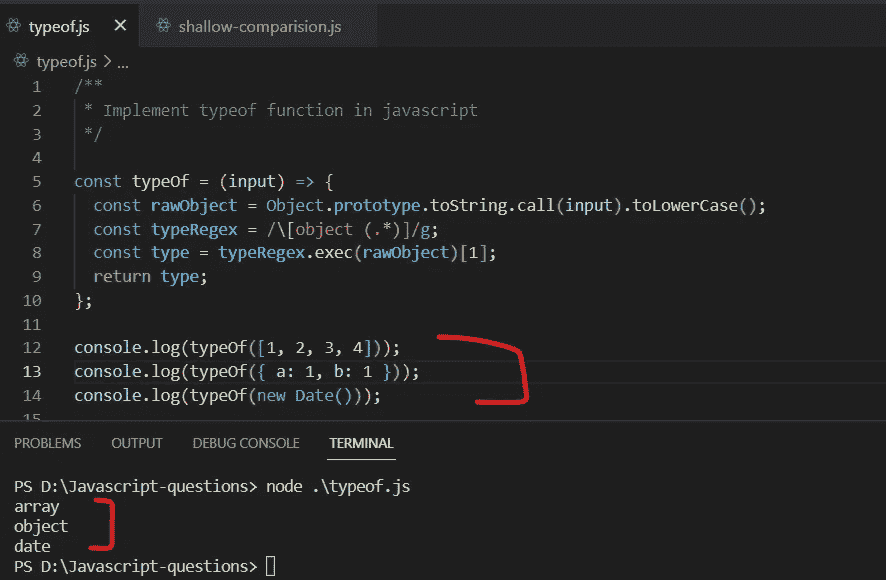 typeof.js × shallow-comparision.js
typeof.js > ...
1 /**
2  * Implement typeof function in javascript
3  */
4
5 const typeOf = (input) => {
6   const rawObject = Object.prototype.toString.call(input).toLowerCase();
7   const typeRegex = /\[object (.*)]/g;
8   const type = typeRegex.exec(rawObject)[1];
9   return type;
10 };
11
12 console.log(typeOf([1, 2, 3, 4]));
13 console.log(typeOf({ a: 1, b: 1 }));
14 console.log(typeOf(new Date()));
15
PROBLEMS OUTPUT DEBUG CONSOLE TERMINAL
PS D:\Javascript-questions> node .\typeof.js
array
object
date
PS D:\Javascript-questions>